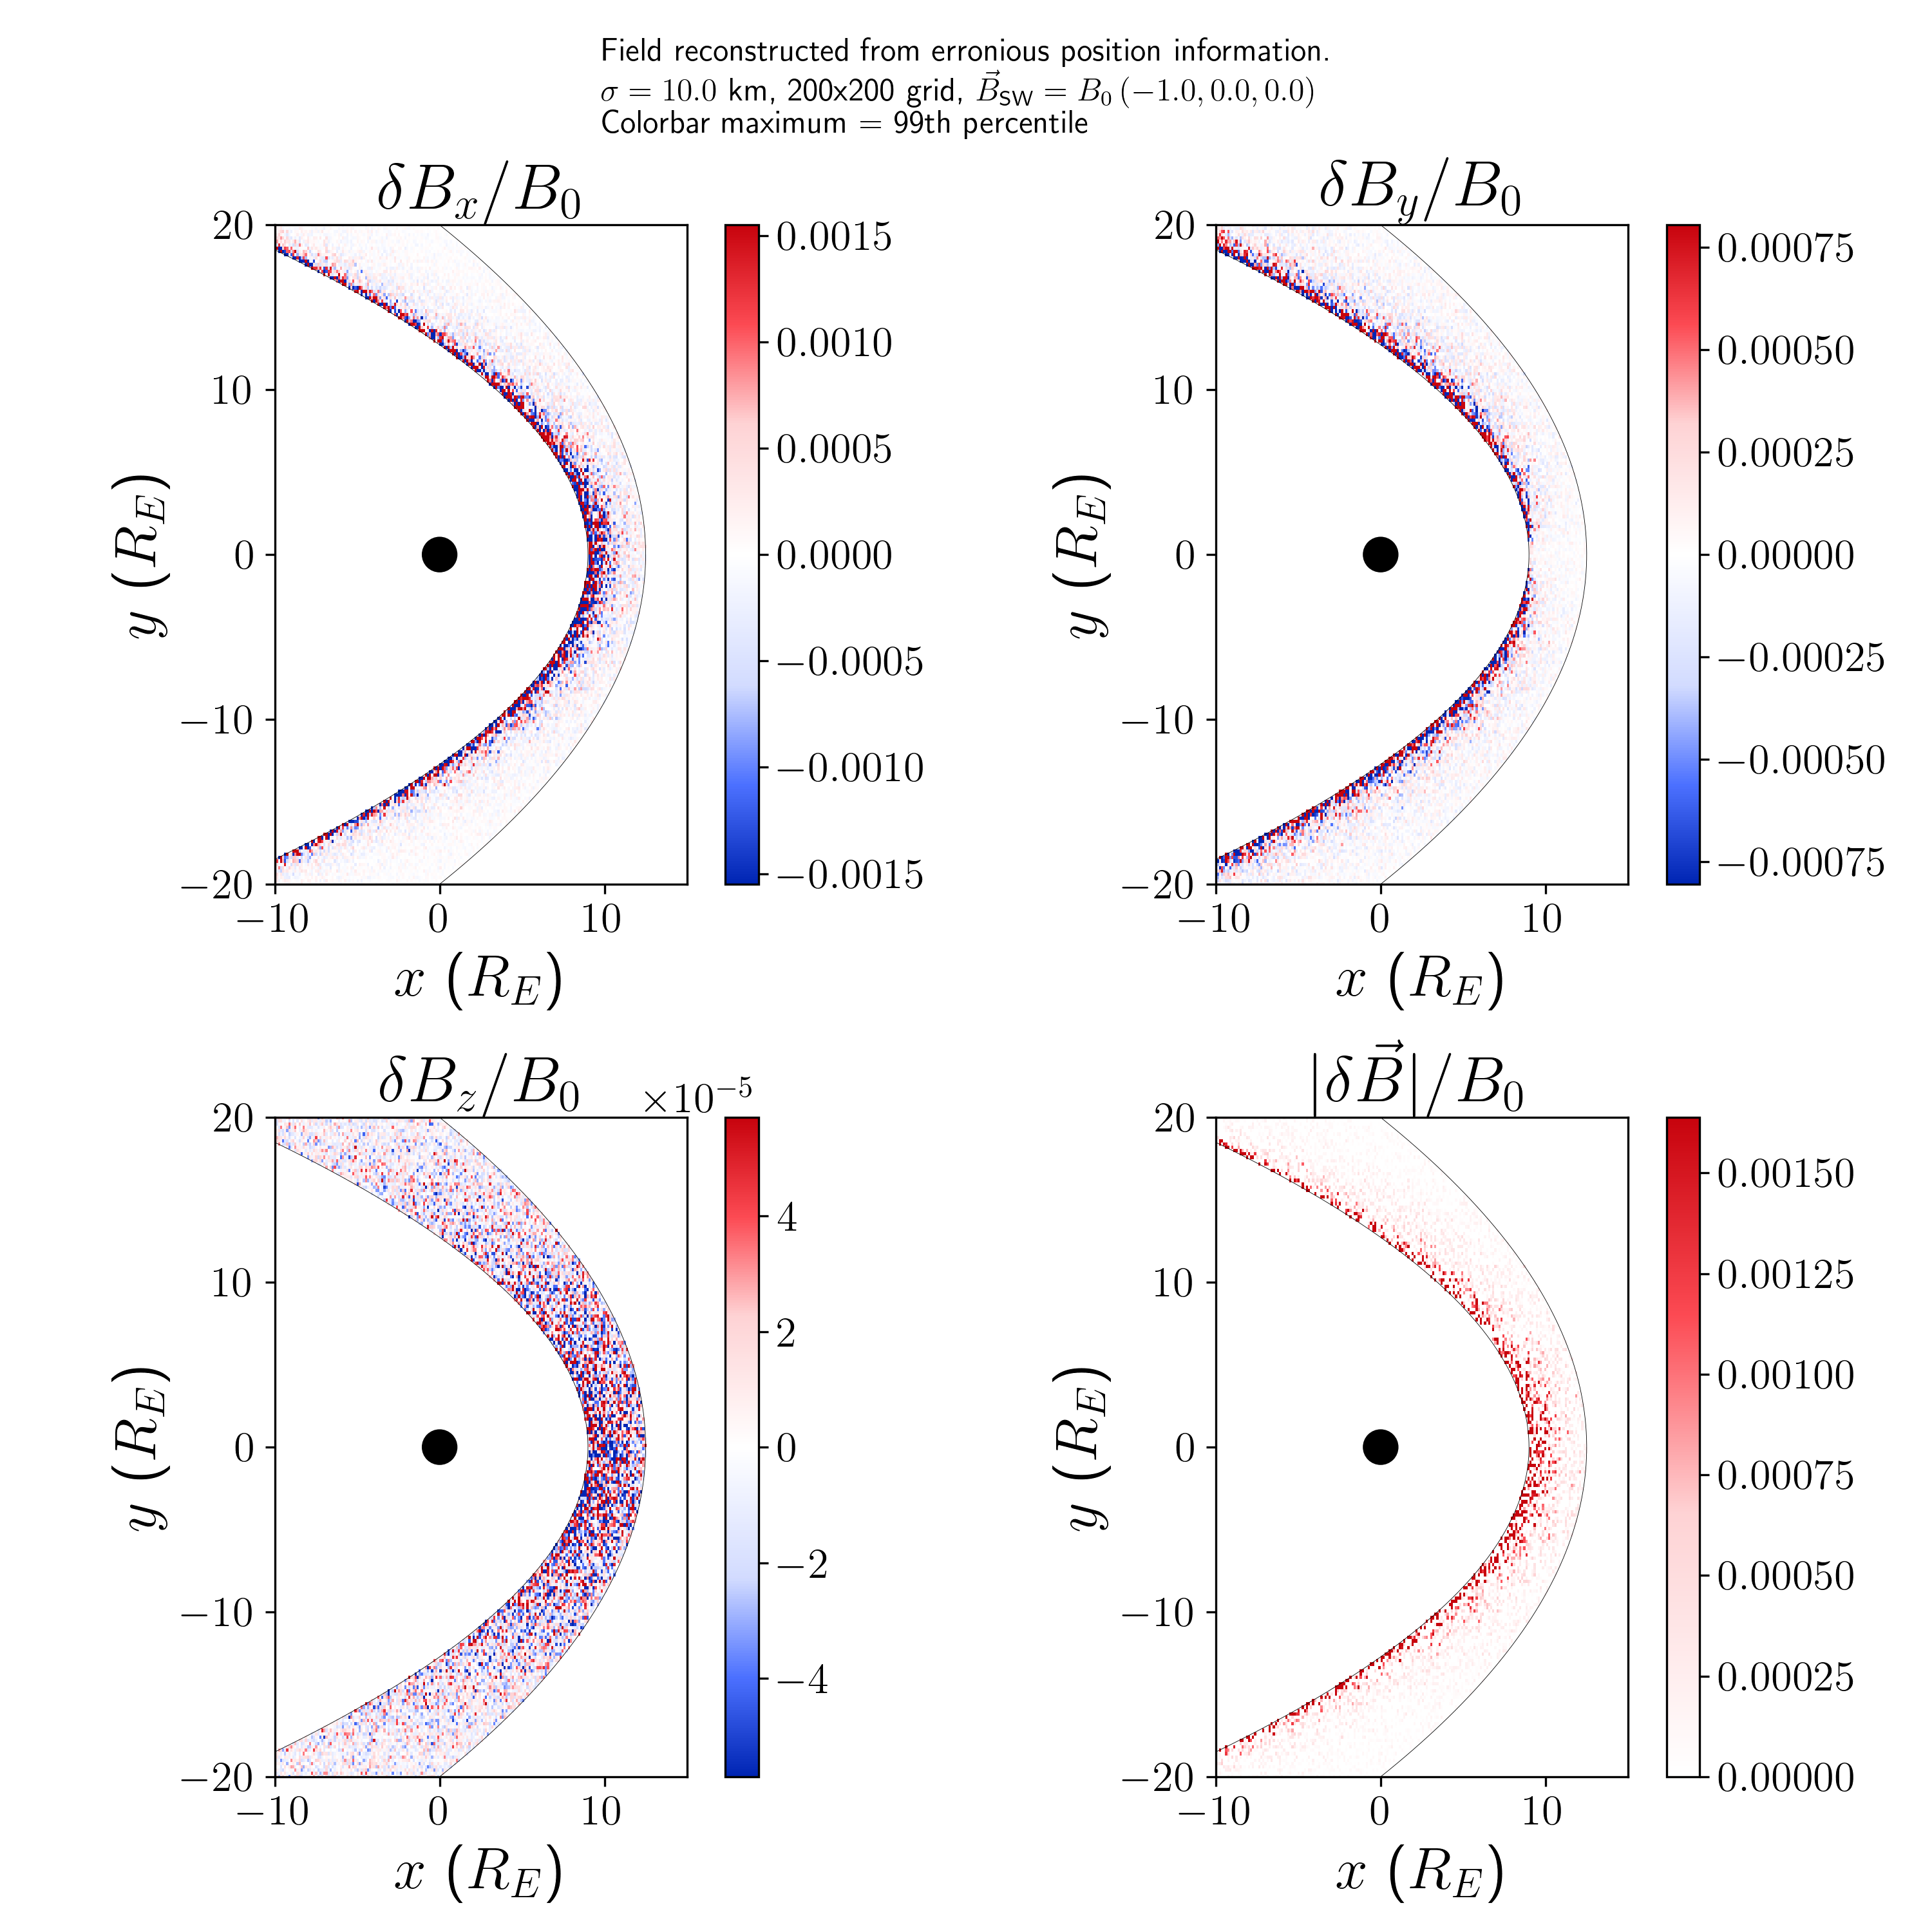 Field reconstructed from erronious position information.
σ = 10.0 km, 200x200 grid, B⃗_SW = B₀ (−1.0, 0.0, 0.0)
Colorbar maximum = 99th percentile
δB_x/B₀
20
10
0
−10
−20
−10 0 10
y (R_E)
x (R_E)
0.0015
0.0010
0.0005
0.0000
−0.0005
−0.0010
−0.0015
δB_y/B₀
20
10
0
−10
−20
−10 0 10
y (R_E)
x (R_E)
0.00075
0.00050
0.00025
0.00000
−0.00025
−0.00050
−0.00075
δB_z/B₀
×10⁻⁵
20
10
0
−10
−20
−10 0 10
y (R_E)
x (R_E)
4
2
0
−2
−4
|δB⃗|/B₀
20
10
0
−10
−20
−10 0 10
y (R_E)
x (R_E)
0.00150
0.00125
0.00100
0.00075
0.00050
0.00025
0.00000